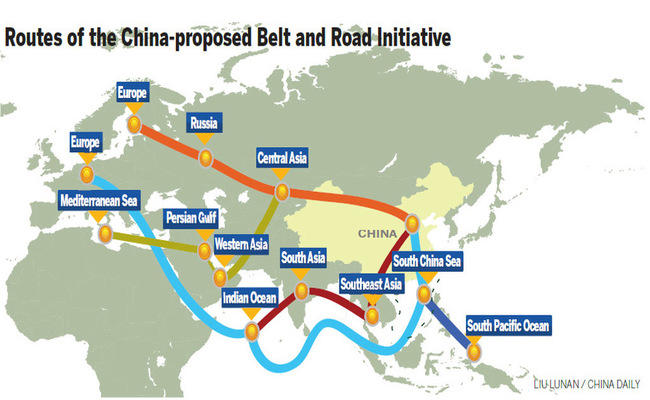 Routes of the China-proposed Belt and Road Initiative
Europe
Russia
Europe
Central Asia
Mediterranean Sea
Persian Gulf
Western Asia
CHINA
South Asia
South China Sea
Southeast Asia
Indian Ocean
South Pacific Ocean
LIU LUNAN / CHINA DAILY